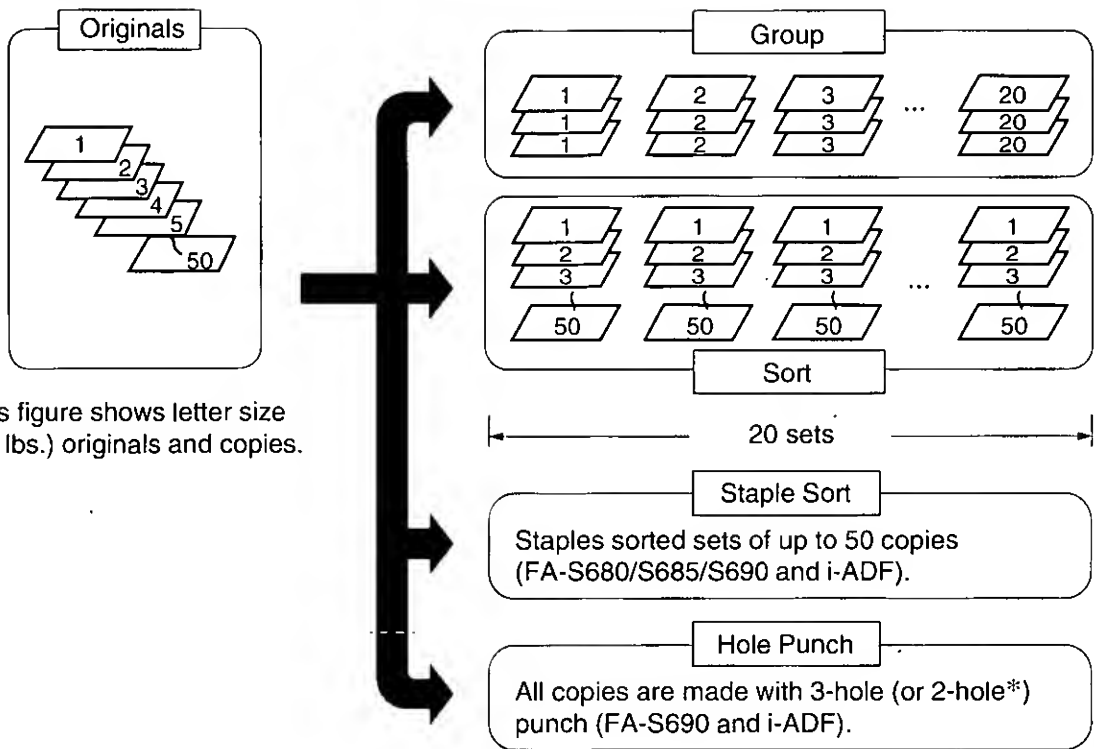 Originals
1
2
3
4
5
50
s figure shows letter size
lbs.) originals and copies.
Group
1 2 3 ... 20
1 2 3 20
1 2 3 20
1 1 1 1
2 2 2 2
3 3 3 ... 3
50 50 50 50
Sort
20 sets
Staple Sort
Staples sorted sets of up to 50 copies
(FA-S680/S685/S690 and i-ADF).
Hole Punch
All copies are made with 3-hole (or 2-hole*)
punch (FA-S690 and i-ADF).